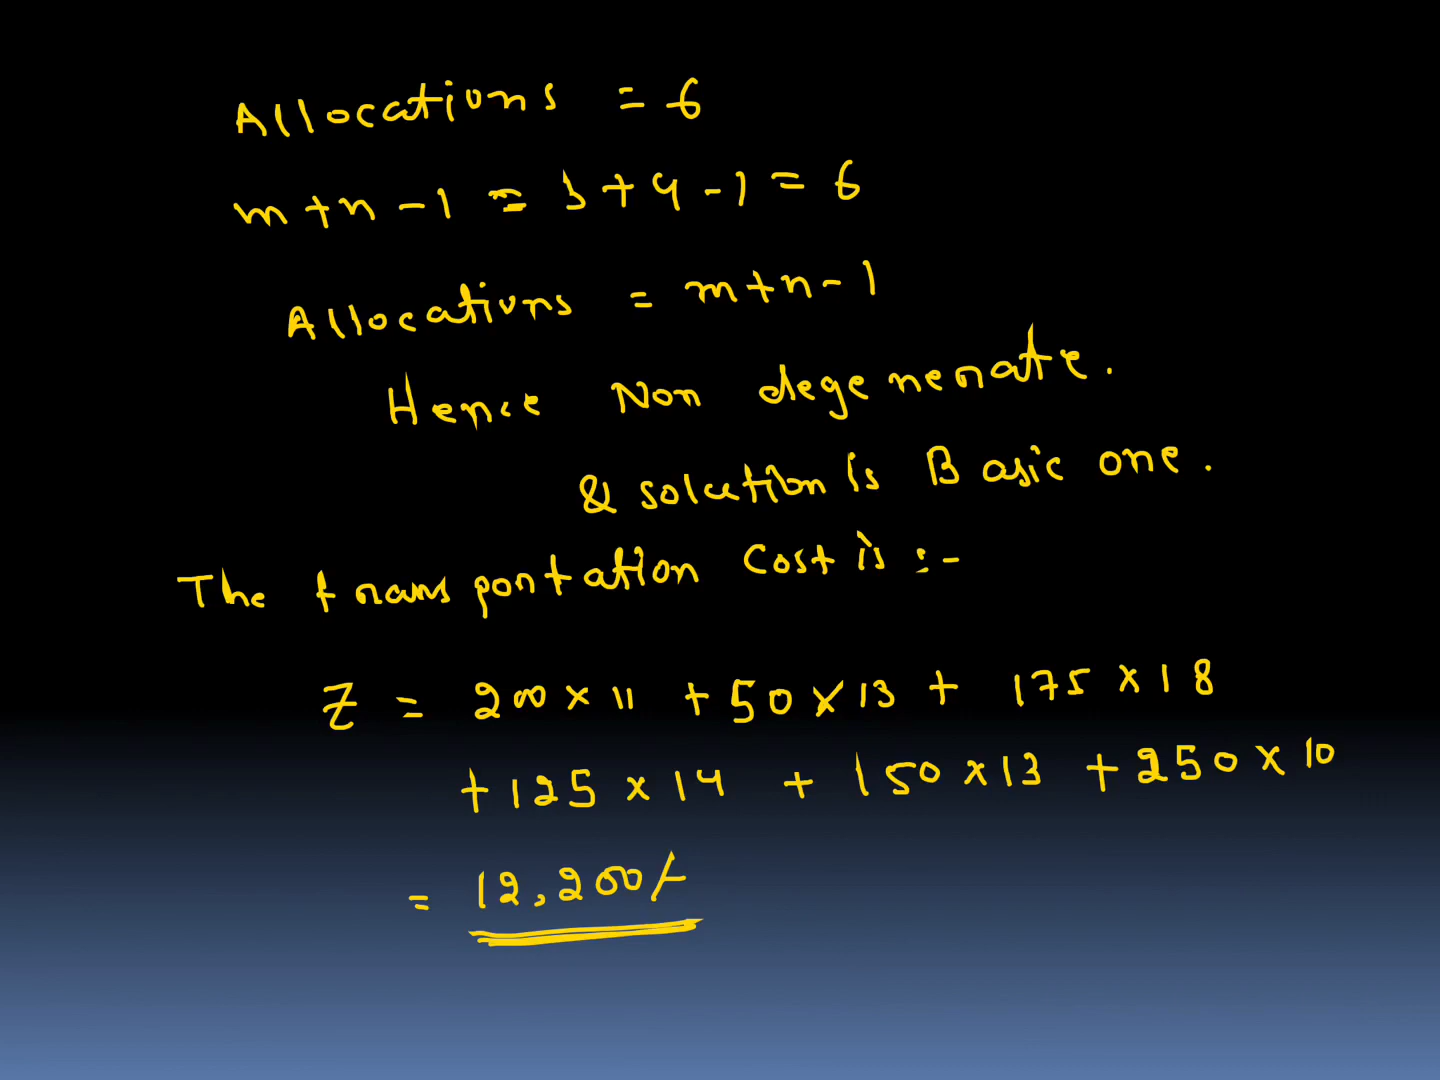 Allocations = 6
m+n-1 = 3+4-1 = 6
Allocations = m+n-1
Hence Non degenerate.
& solution is Basic one.
The transportation Cost is :-
Z = 200×11 + 50×13 + 175×18
+125×14 + 150×13 + 250×10
= 12,200/-